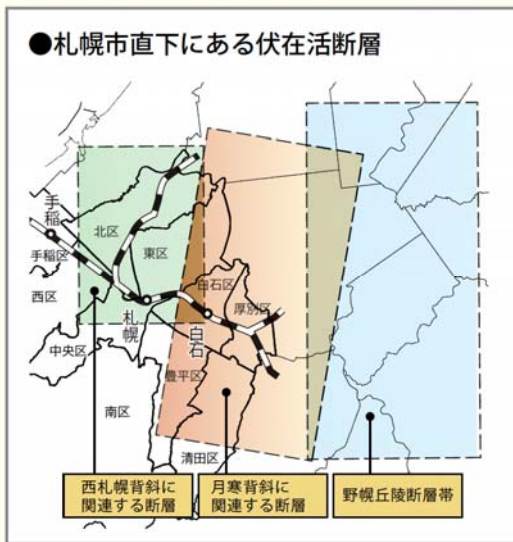 ●札幌市直下にある伏在活断層
手稲
北区
手稲区
東区
西区
白石区
厚別区
札幌
白石
中央区
豊平区
南区
清田区
西札幌背斜に
関連する断層
月寒背斜に
関連する断層
野幌丘陵断層帯